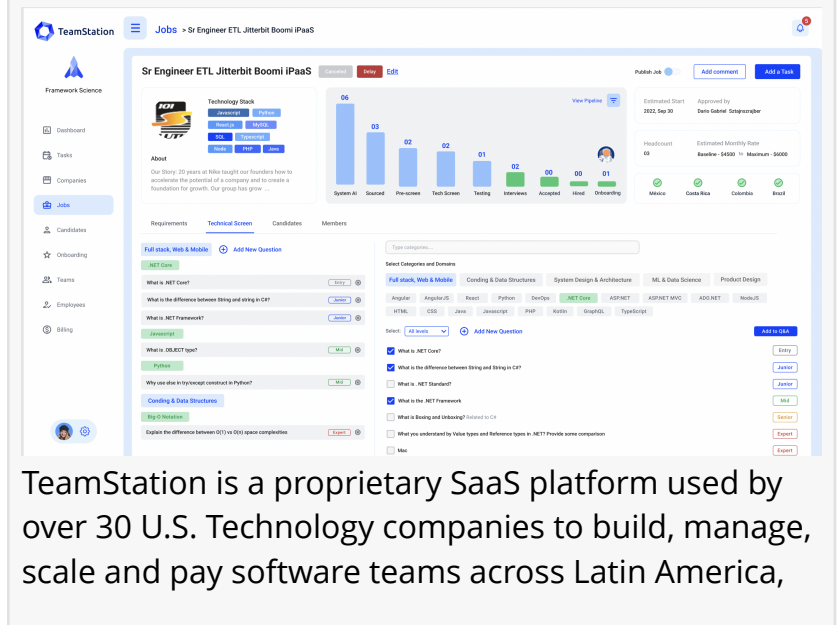 TeamStation
Jobs > Sr Engineer ETL Jitterbit Boomi iPaaS
5
Framework Science
Dashboard
Tasks
Companies
Jobs
Candidates
Onboarding
Teams
Employees
Billing
Sr Engineer ETL Jitterbit Boomi iPaaS Canceled Delay Edit
Publish Job Add comment Add a Task
101
UTP
Technology Stack
Javascript Python
React js MySQL
SQL Typescript
Node PHP Java
About
Our Story: 20 years at Nike taught our founders how to
accelerate the potential of a company and to create a
foundation for growth. Our group has grow ...
View Pipeline
06 03 02 02 01 02 00 00 01
System AI Sourced Pre-screen Tech Screen Testing Interviews Accepted Hired Onboarding
Estimated Start Approved by
2022, Sep 30 Dario Gabriel Sztajnszrajber
Headcount Estimated Monthly Rate
03 Baseline - $4500 to Maximum - $6000
México Costa Rica Colombia Brazil
Requirements Technical Screen Candidates Members
Full stack, Web & Mobile Add New Question
.NET Core
What is .NET Core? Entry
What is the difference between String and string in C#? Junior
What is .NET Framework? Junior
Javascript
What is .OBJECT type? Mid
Python
Why use else in try/except construct in Python? Mid
Conding & Data Structures
Big-O Notation
Explain the difference between O(1) vs O(n) space complexities Expert
Type categories....
Select Categories and Domains
Full stack, Web & Mobile Conding & Data Structures System Design & Architecture ML & Data Science Product Design
Angular AngularJS React Python DevOps .NET Core ASP.NET ASP.NET MVC ADO.NET NodeJS
HTML CSS Java Javascript PHP Kotlin GraphQL TypeScript
Select: All levels Add New Question Add to Q&A
What is .NET Core? Entry
What is the difference between String and String in C#? Junior
What is . NET Standard? Junior
What is the .NET Framework Mid
What is Boxing and Unboxing? Related to C# Senior
What you understand by Value types and Reference types in .NET? Provide some comparison Expert
Mas Expert
TeamStation is a proprietary SaaS platform used by
over 30 U.S. Technology companies to build, manage,
scale and pay software teams across Latin America,